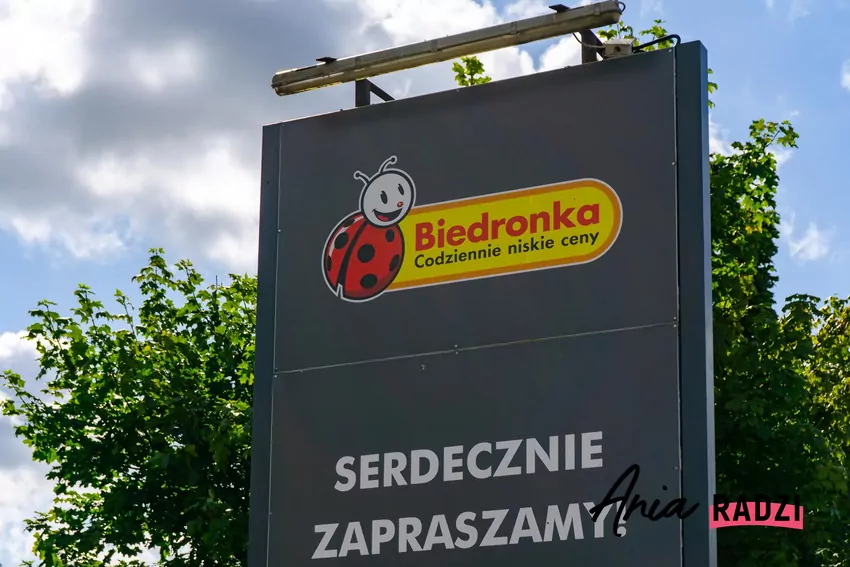 Biedronka
Codziennie niskie ceny
SERDECZNIE
ZAPRASZAMY!
Ania RADZI